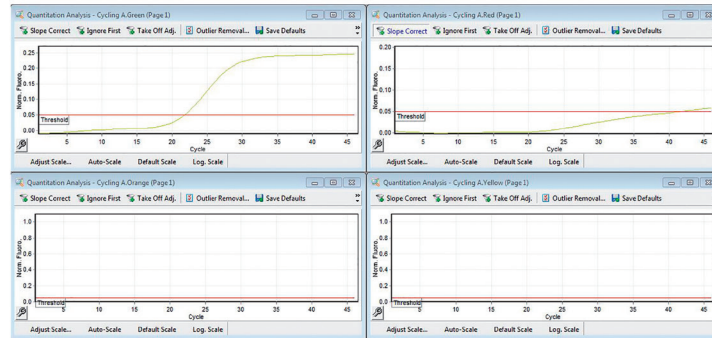 Quantitation Analysis - Cycling A.Green (Page 1)
Slope Correct Ignore First Take Off Adj. Outlier Removal... Save Defaults
Norm. Fluoro.
0.25
0.20
0.15
0.10
0.05
Threshold
0.00
5 10 15 20 25 30 35 40 45
Cycle
Adjust Scale... Auto-Scale Default Scale Log. Scale
Quantitation Analysis - Cycling A.Red (Page 1)
Slope Correct Ignore First Take Off Adj. Outlier Removal... Save Defaults
Norm. Fluoro.
0.20
0.15
0.10
0.05
Threshold
0.00
5 10 15 20 25 30 35 40 45
Cycle
Adjust Scale... Auto-Scale Default Scale Log. Scale
Quantitation Analysis - Cycling A.Orange (Page 1)
Slope Correct Ignore First Take Off Adj. Outlier Removal... Save Defaults
Norm. Fluoro.
1.0
0.8
0.6
0.4
0.2
0.0
Threshold
5 10 15 20 25 30 35 40 45
Cycle
Adjust Scale... Auto-Scale Default Scale Log. Scale
Quantitation Analysis - Cycling A.Yellow (Page 1)
Slope Correct Ignore First Take Off Adj. Outlier Removal... Save Defaults
Norm. Fluoro.
1.0
0.8
0.6
0.4
0.2
0.0
Threshold
5 10 15 20 25 30 35 40 45
Cycle
Adjust Scale... Auto-Scale Default Scale Log. Scale